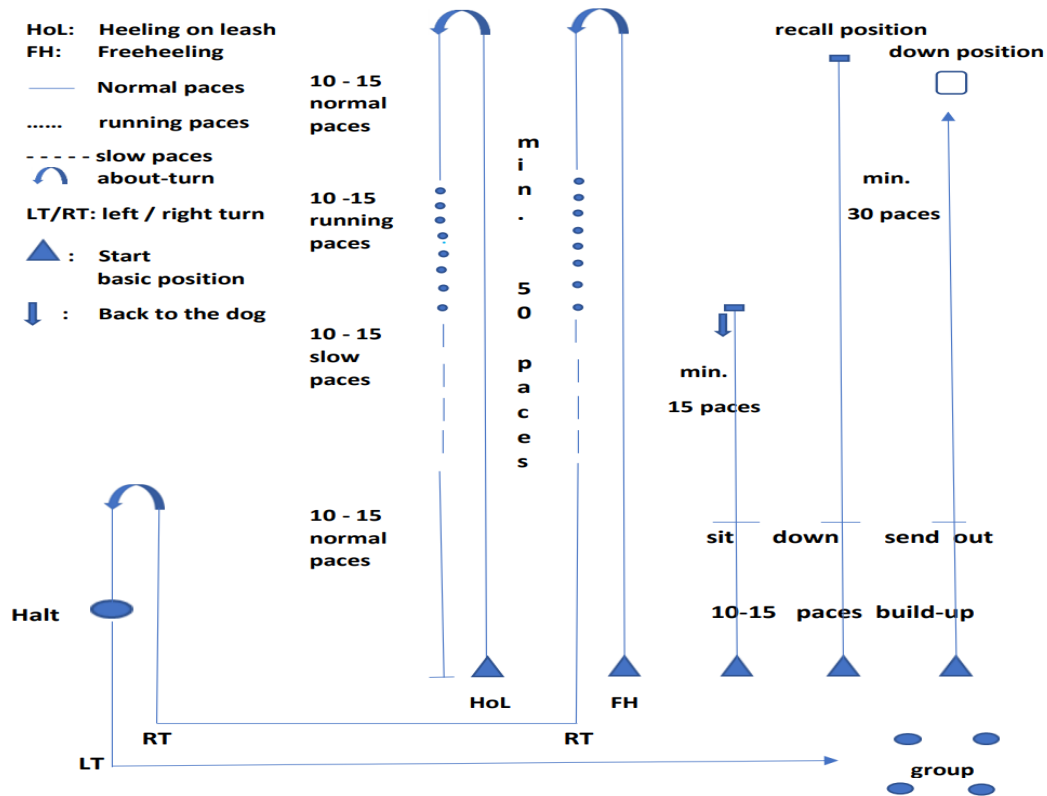 HoL: Heeling on leash
FH: Freeheeling
Normal paces
...... running paces
- - - - - slow paces
about-turn
LT/RT: left / right turn
: Start
basic position
: Back to the dog
10 - 15
normal
paces
10 -15
running
paces
10 - 15
slow
paces
10 - 15
normal
paces
min. 50 paces
recall position
down position
min.
30 paces
min.
15 paces
sit down send out
10-15 paces build-up
Halt
HoL
FH
RT
RT
LT
group